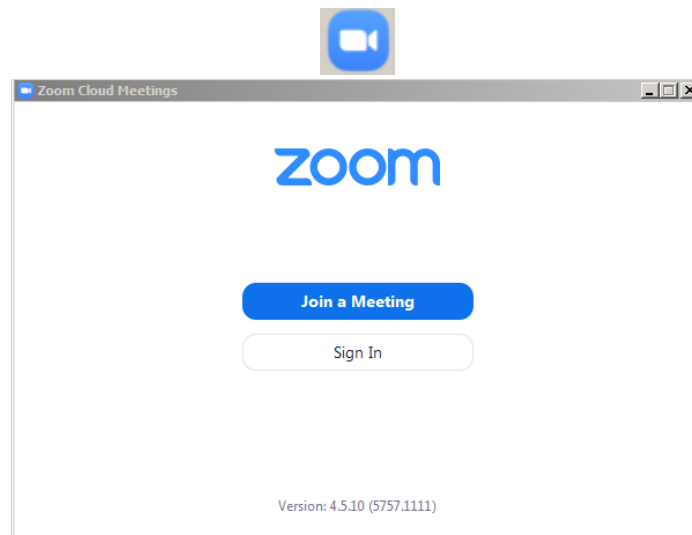 Zoom Cloud Meetings
zoom
Join a Meeting
Sign In
Version: 4.5.10 (5757.1111)